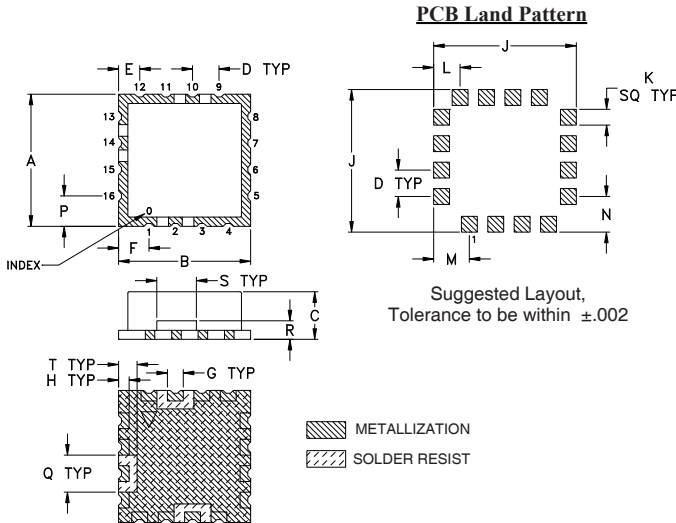 PCB Land Pattern
E
D TYP
12 11 10 9
13
14
15
16
8
7
6
5
A
P
0
1 2 3 4
F
B
INDEX
J
L
K
SQ TYP
J
D TYP
N
1
M
Suggested Layout,
Tolerance to be within ±.002
S TYP
C
R
T TYP
H TYP
G TYP
Q TYP
METALLIZATION
SOLDER RESIST